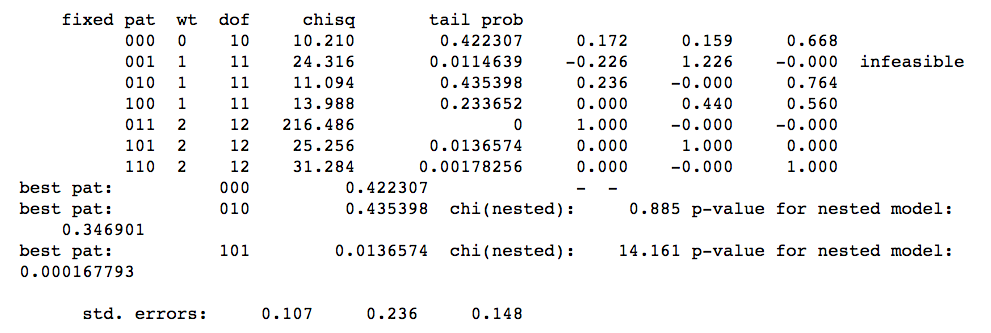 fixed pat wt dof chisq tail prob
000 0 10 10.210 0.422307 0.172 0.159 0.668
001 1 11 24.316 0.0114639 -0.226 1.226 -0.000 infeasible
010 1 11 11.094 0.435398 0.236 -0.000 0.764
100 1 11 13.988 0.233652 0.000 0.440 0.560
011 2 12 216.486 0 1.000 -0.000 -0.000
101 2 12 25.256 0.0136574 0.000 1.000 0.000
110 2 12 31.284 0.00178256 0.000 -0.000 1.000
best pat: 000 0.422307 - -
best pat: 010 0.435398 chi(nested): 0.885 p-value for nested model:
0.346901
best pat: 101 0.0136574 chi(nested): 14.161 p-value for nested model:
0.000167793
std. errors: 0.107 0.236 0.148